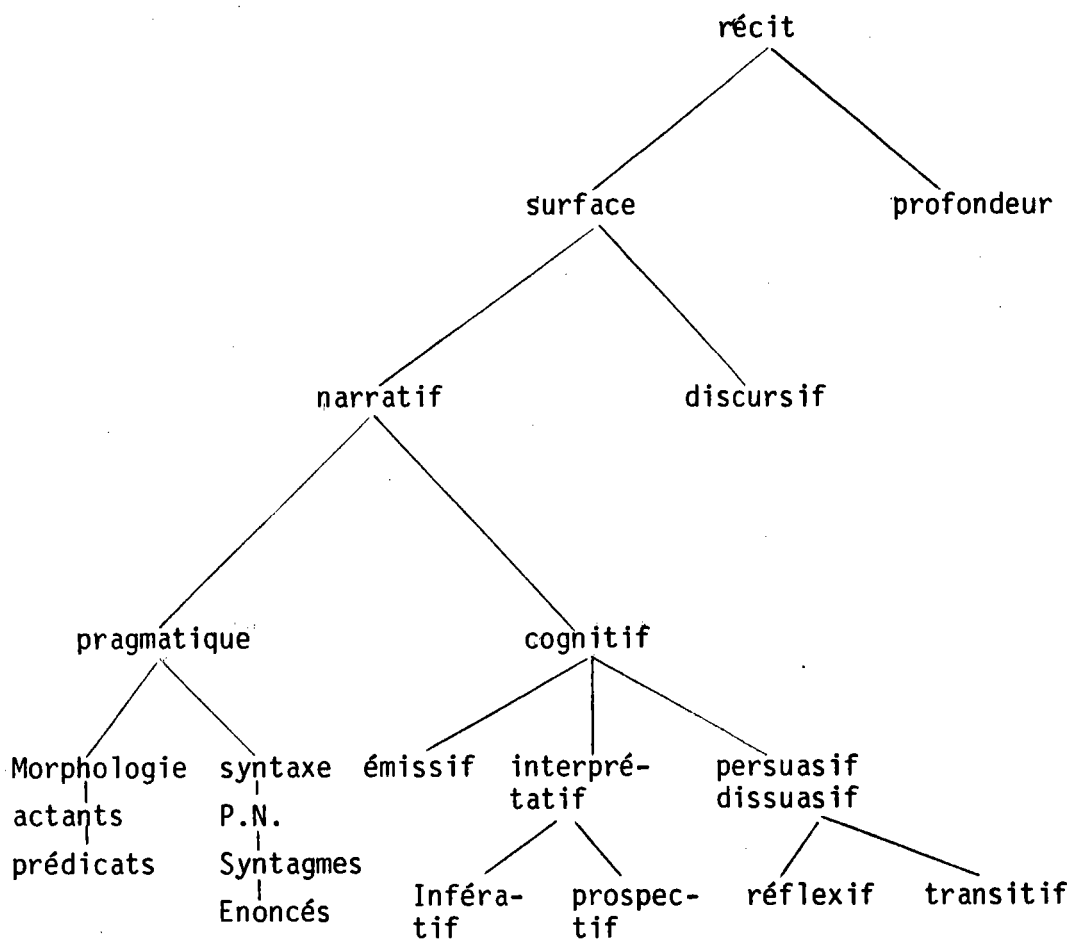 récit
surface profondeur
narratif discursif
pragmatique cognitif
Morphologie syntaxe émissif interpré- persuasif
tatif dissuasif
actants P.N.
prédicats Syntagmes
Enoncés Inféra- prospec- réflexif transitif
tif tif